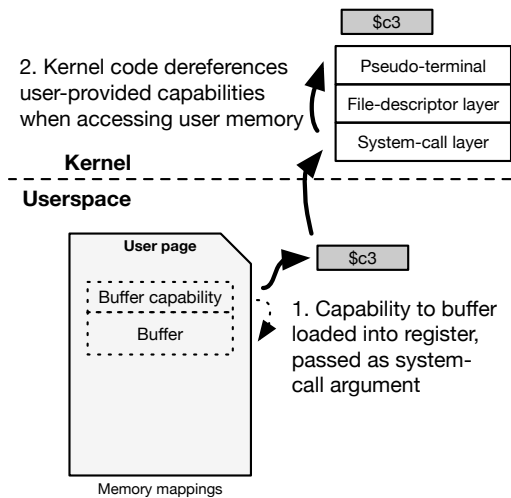 $c3
2. Kernel code dereferences
user-provided capabilities
when accessing user memory
Pseudo-terminal
File-descriptor layer
System-call layer
Kernel
Userspace
User page
Buffer capability
Buffer
$c3
1. Capability to buffer
loaded into register,
passed as system-
call argument
Memory mappings